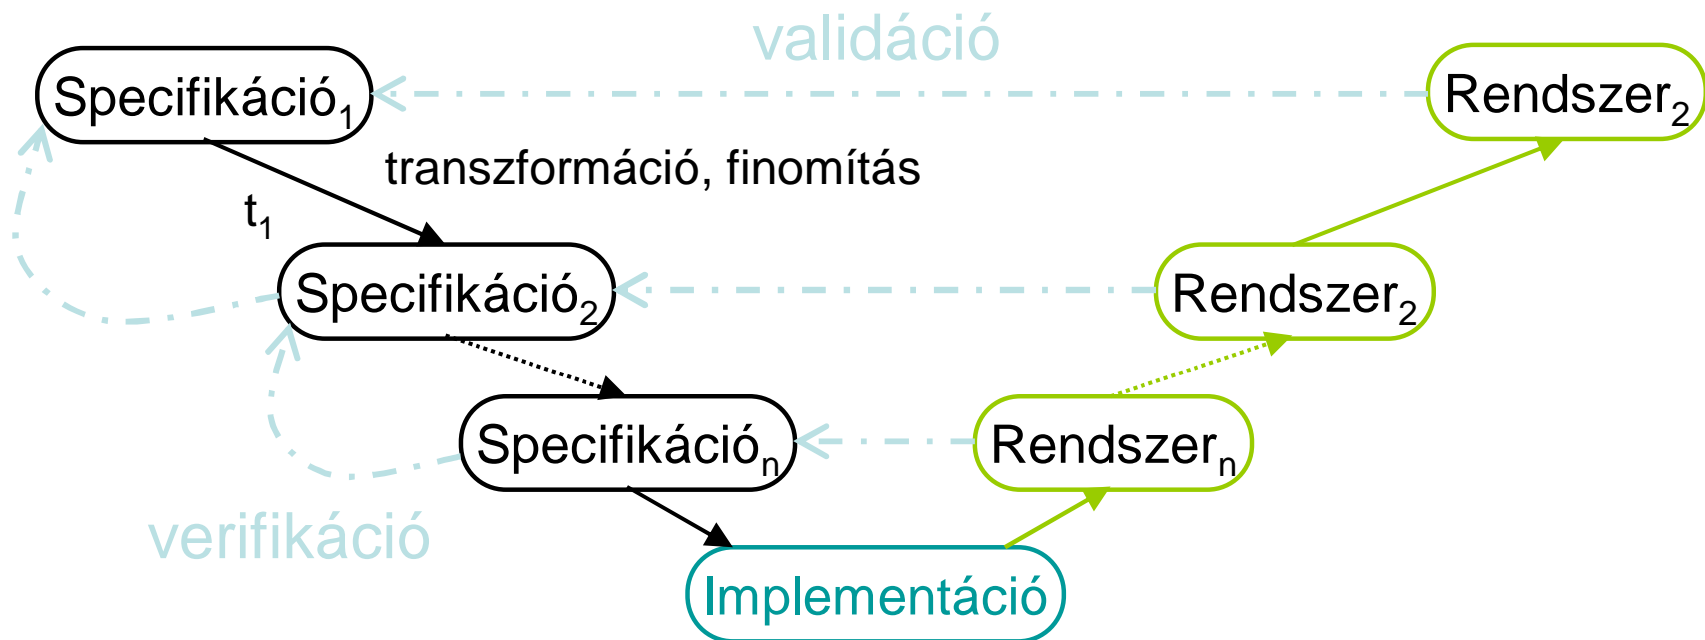 validáció
Specifikáció₁
Rendszer₂
transzformáció, finomítás
t₁
Specifikáció₂
Rendszer₂
Specifikációₙ
Rendszerₙ
verifikáció
Implementáció